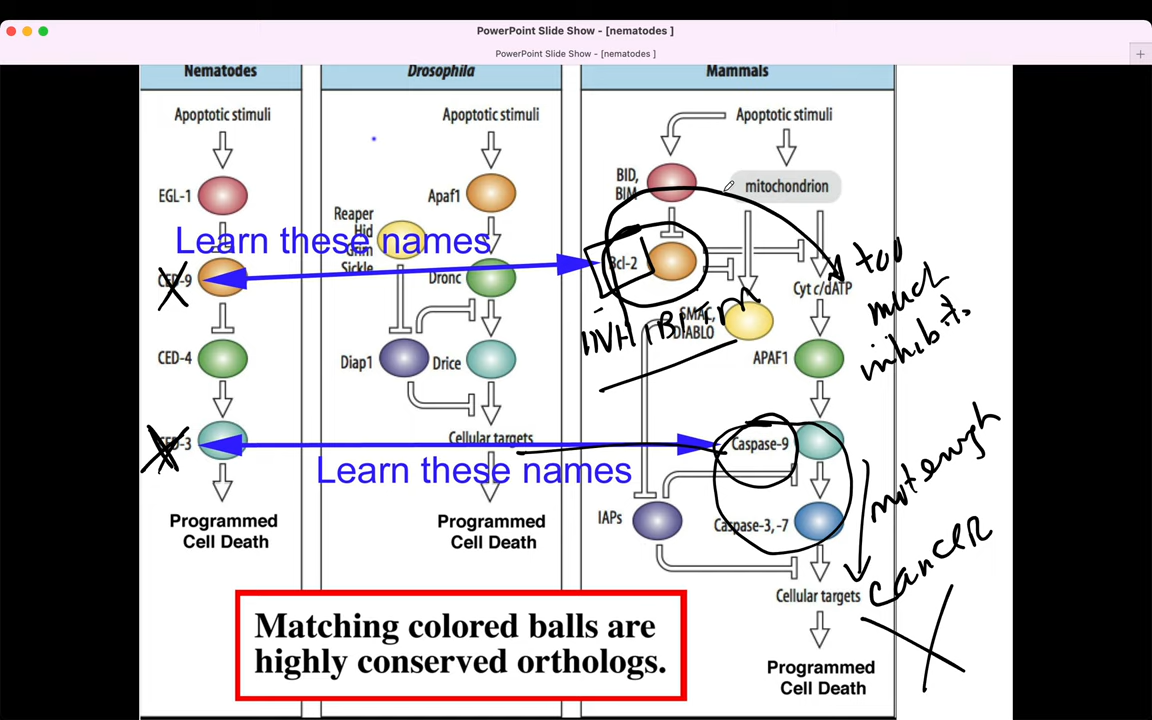 PowerPoint Slide Show - [nematodes ]
PowerPoint Slide Show - [nematodes ]
Nematodes
Apoptotic stimuli
EGL-1
CED-9
CED-4
CED-3
Programmed
Cell Death
Drosophila
Apoptotic stimuli
Apaf1
Reaper
Hid
Grim
Sickle
Dronc
Diap1
Drice
Cellular targets
Programmed
Cell Death
Mammals
Apoptotic stimuli
BID,
BIM
mitochondrion
Bcl-2
Cyt c/dATP
SMAC,
DIABLO
APAF1
Caspase-9
IAPs
Caspase-3, -7
Cellular targets
Programmed
Cell Death
Learn these names
Learn these names
too
much
inhibits
not enough
cancer
Matching colored balls are
highly conserved orthologs.